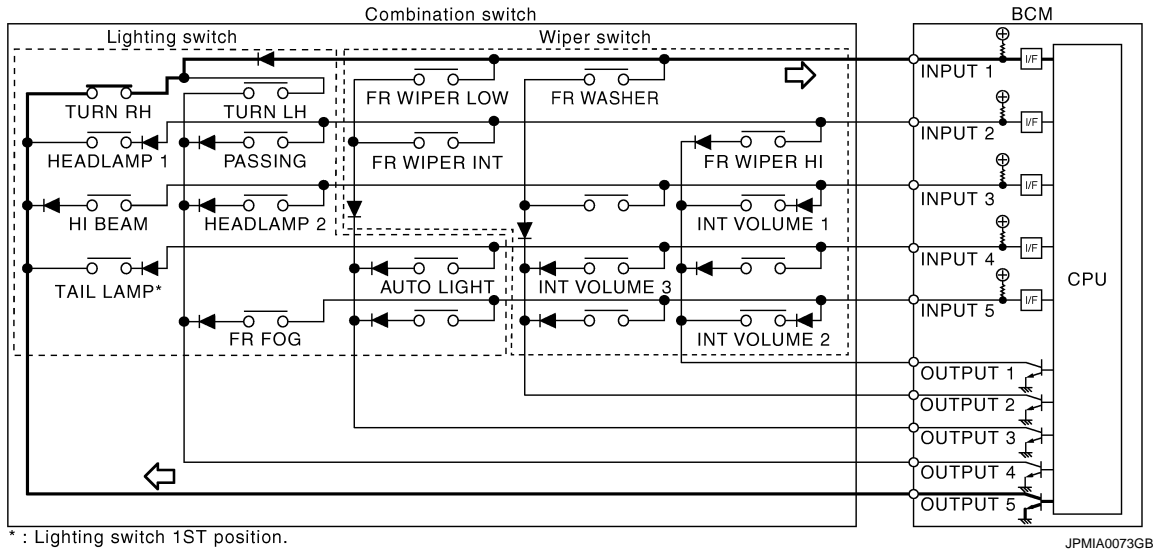 Combination switch
BCM
Lighting switch
Wiper switch
INPUT 1
I/F
TURN RH
TURN LH
FR WIPER LOW
FR WASHER
INPUT 2
I/F
HEADLAMP 1
PASSING
FR WIPER INT
FR WIPER HI
INPUT 3
I/F
HI BEAM
HEADLAMP 2
INT VOLUME 1
INPUT 4
I/F
TAIL LAMP*
AUTO LIGHT
INT VOLUME 3
CPU
INPUT 5
I/F
FR FOG
INT VOLUME 2
OUTPUT 1
OUTPUT 2
OUTPUT 3
OUTPUT 4
OUTPUT 5
* : Lighting switch 1ST position.
JPMIA0073GB